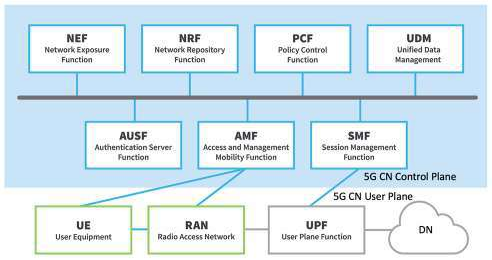 NEF
Network Exposure
Function
NRF
Network Repository
Function
PCF
Policy Control
Function
UDM
Unified Data
Management
AUSF
Authentication Server
Function
AMF
Access and Management
Mobility Function
SMF
Session Management
Function
5G CN Control Plane
5G CN User Plane
UE
User Equipment
RAN
Radio Access Network
UPF
User Plane Function
DN